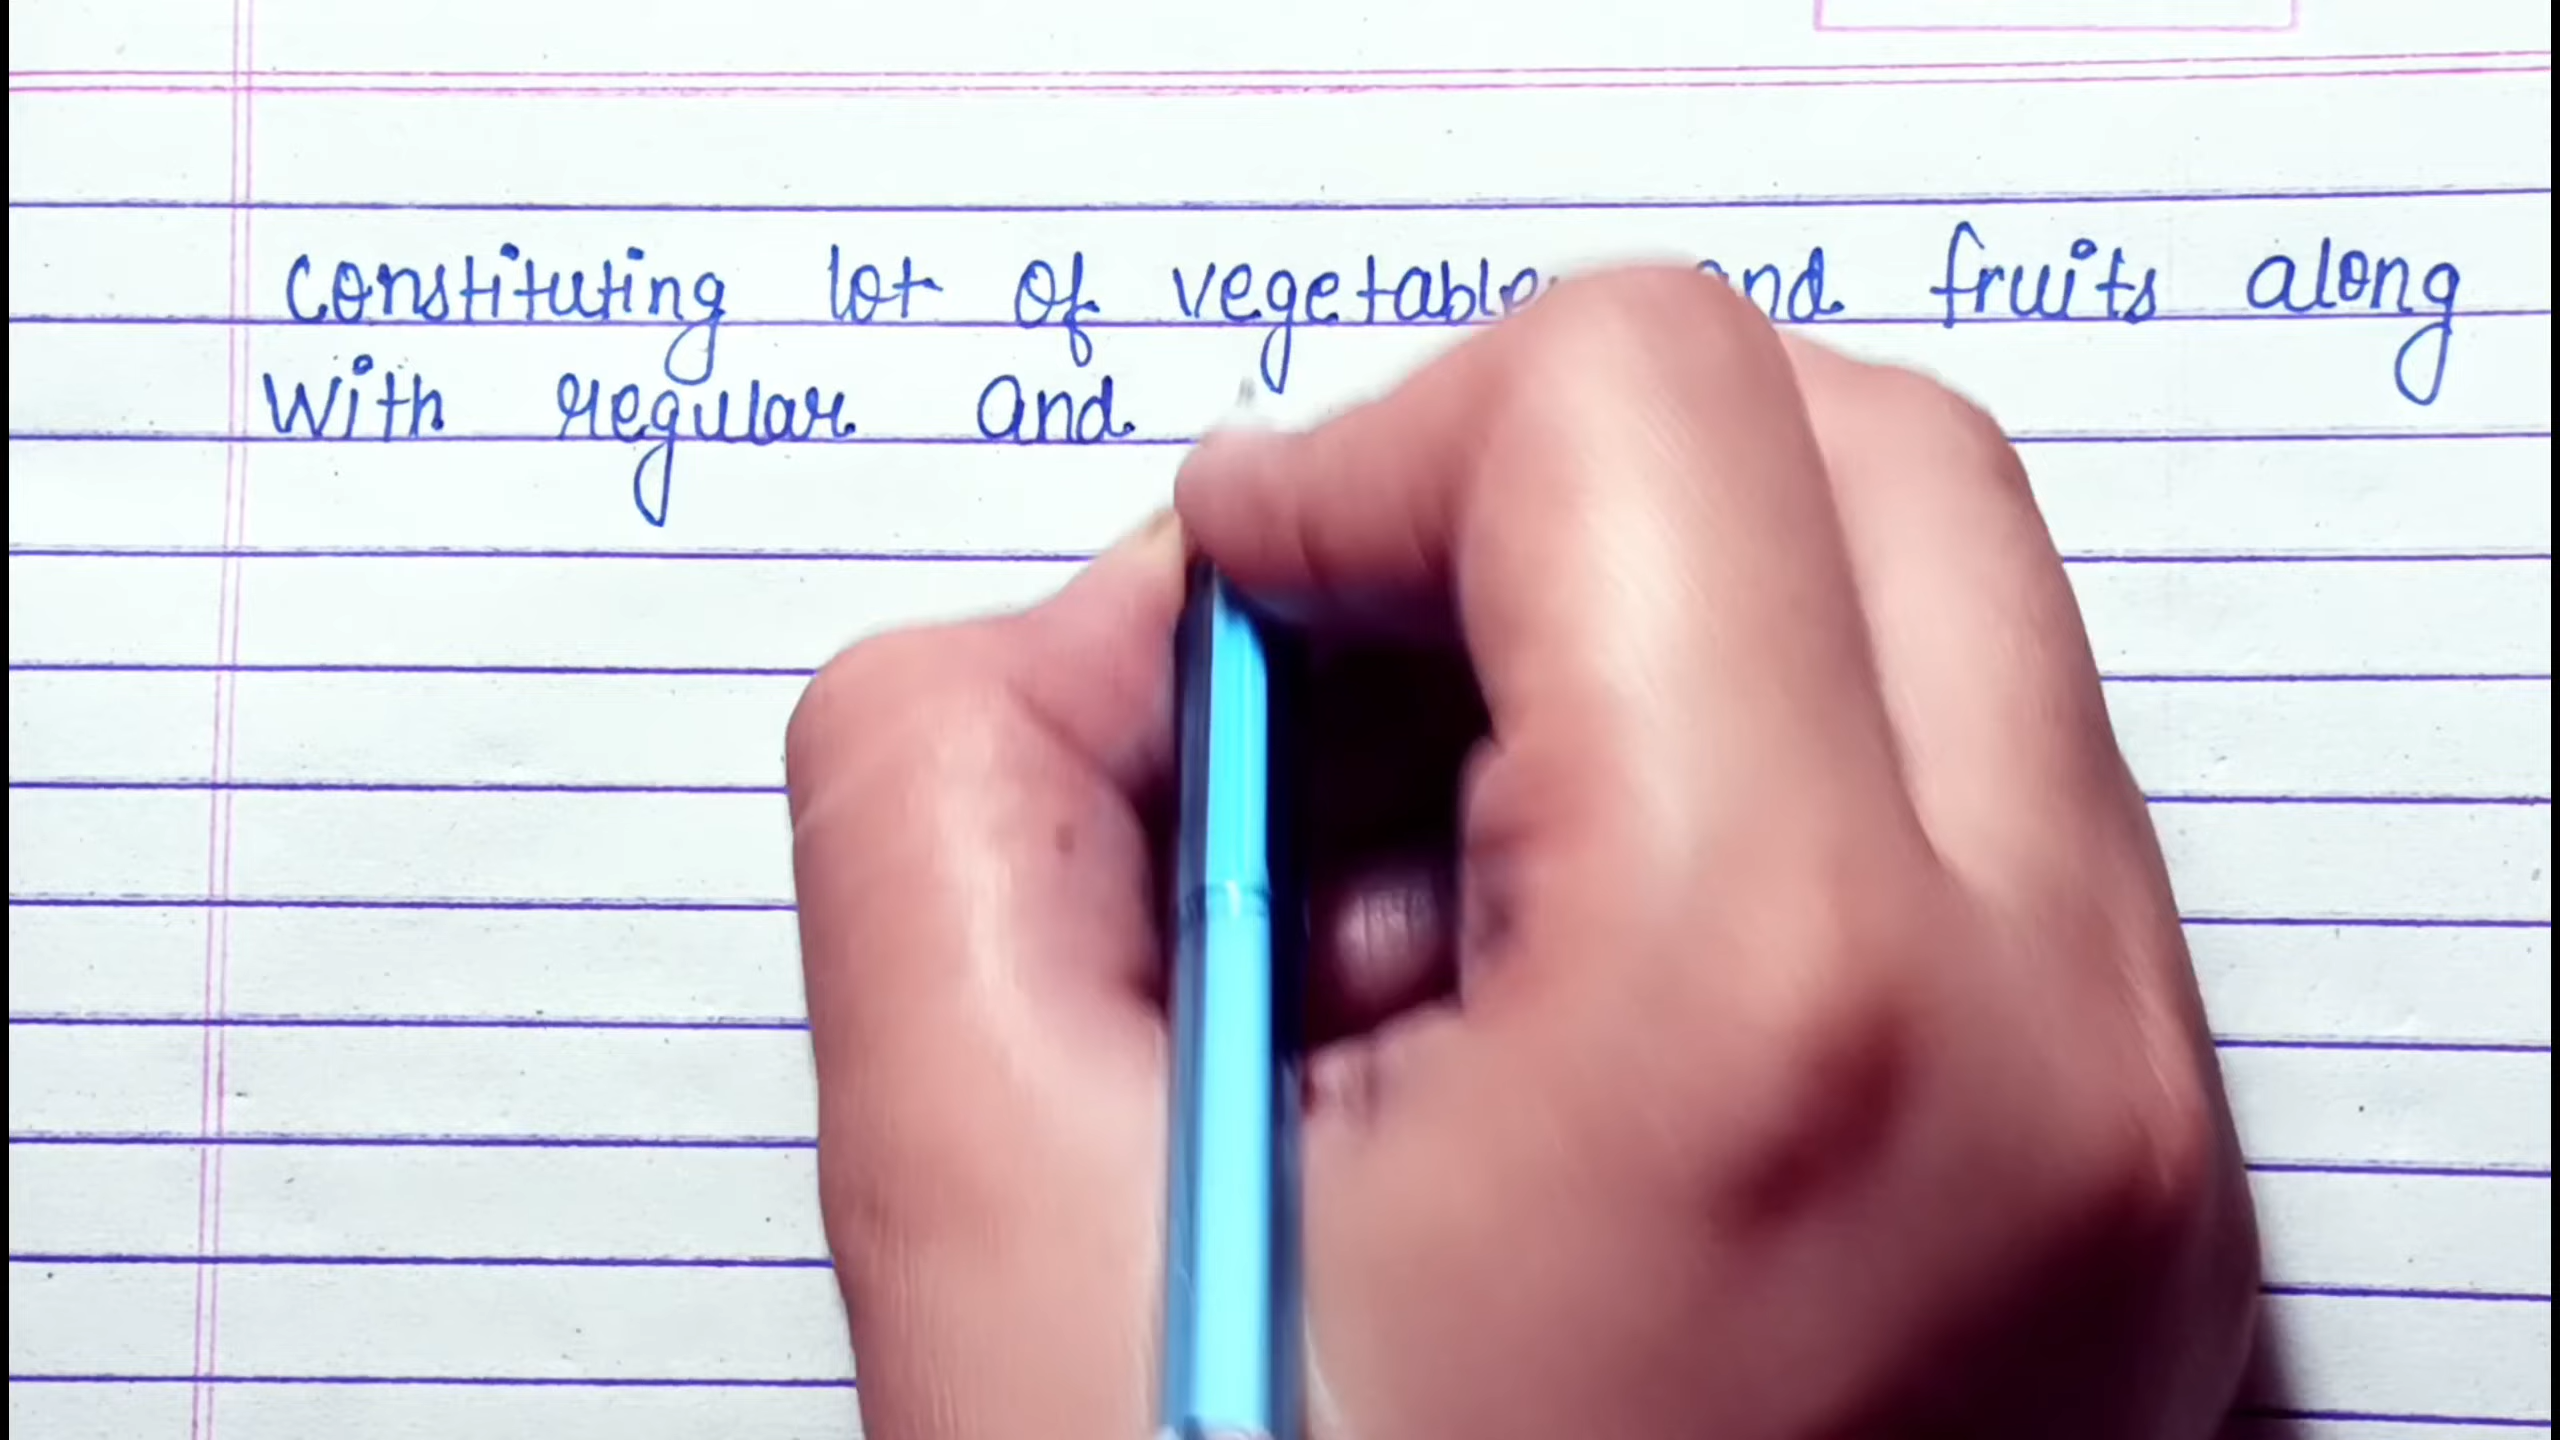 constituting lot of vegetable and fruits along
with regular and